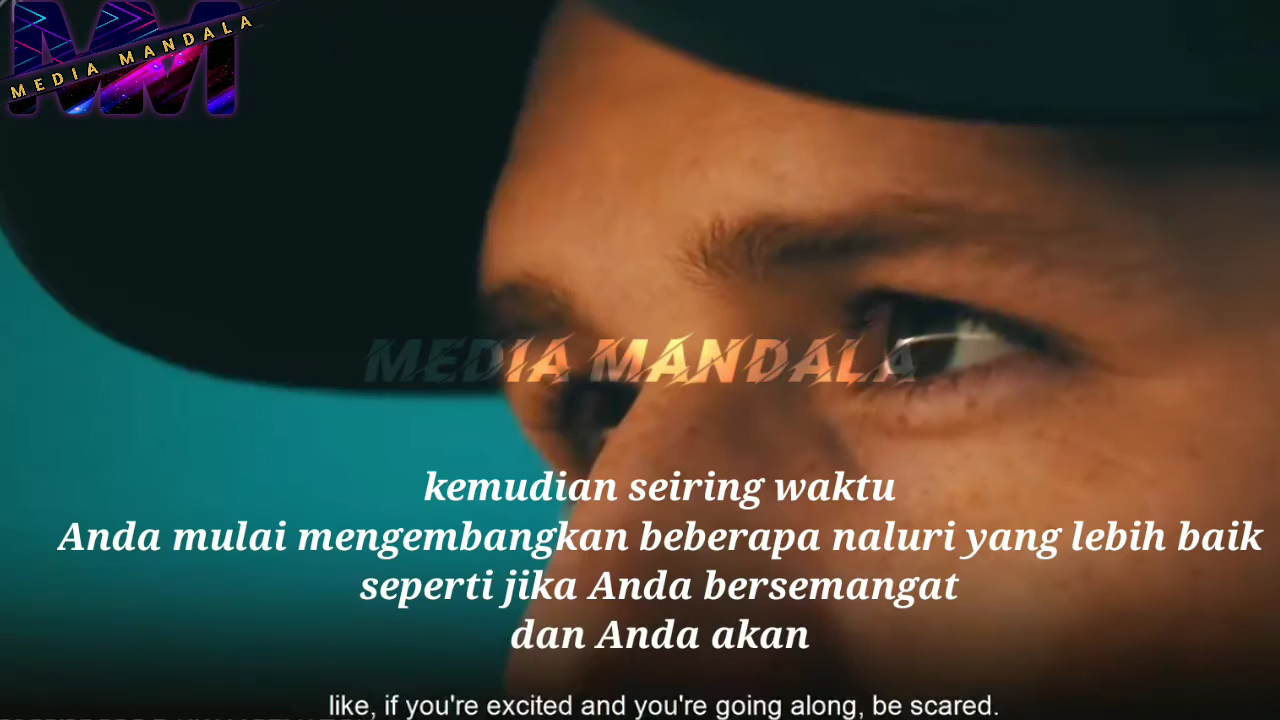 MEDIA MANDALA
MEDIA MANDALA
kemudian seiring waktu
Anda mulai mengembangkan beberapa naluri yang lebih baik
seperti jika Anda bersemangat
dan Anda akan
like, if you're excited and you're going along, be scared.